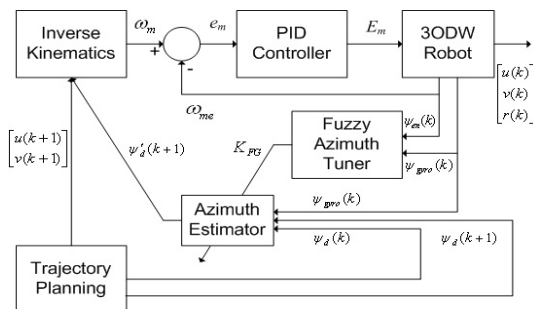 Inverse
Kinematics
ω_m
+
-
e_m
PID
Controller
E_m
3ODW
Robot
[u(k)
v(k)
r(k)]
ω_me
ψ_en(k)
Fuzzy
Azimuth
Tuner
ψ_gyro(k)
K_FG
[u(k+1)
v(k+1)]
ψ'_d(k+1)
ψ_gyro(k)
Azimuth
Estimator
ψ_d(k)
ψ_d(k+1)
Trajectory
Planning